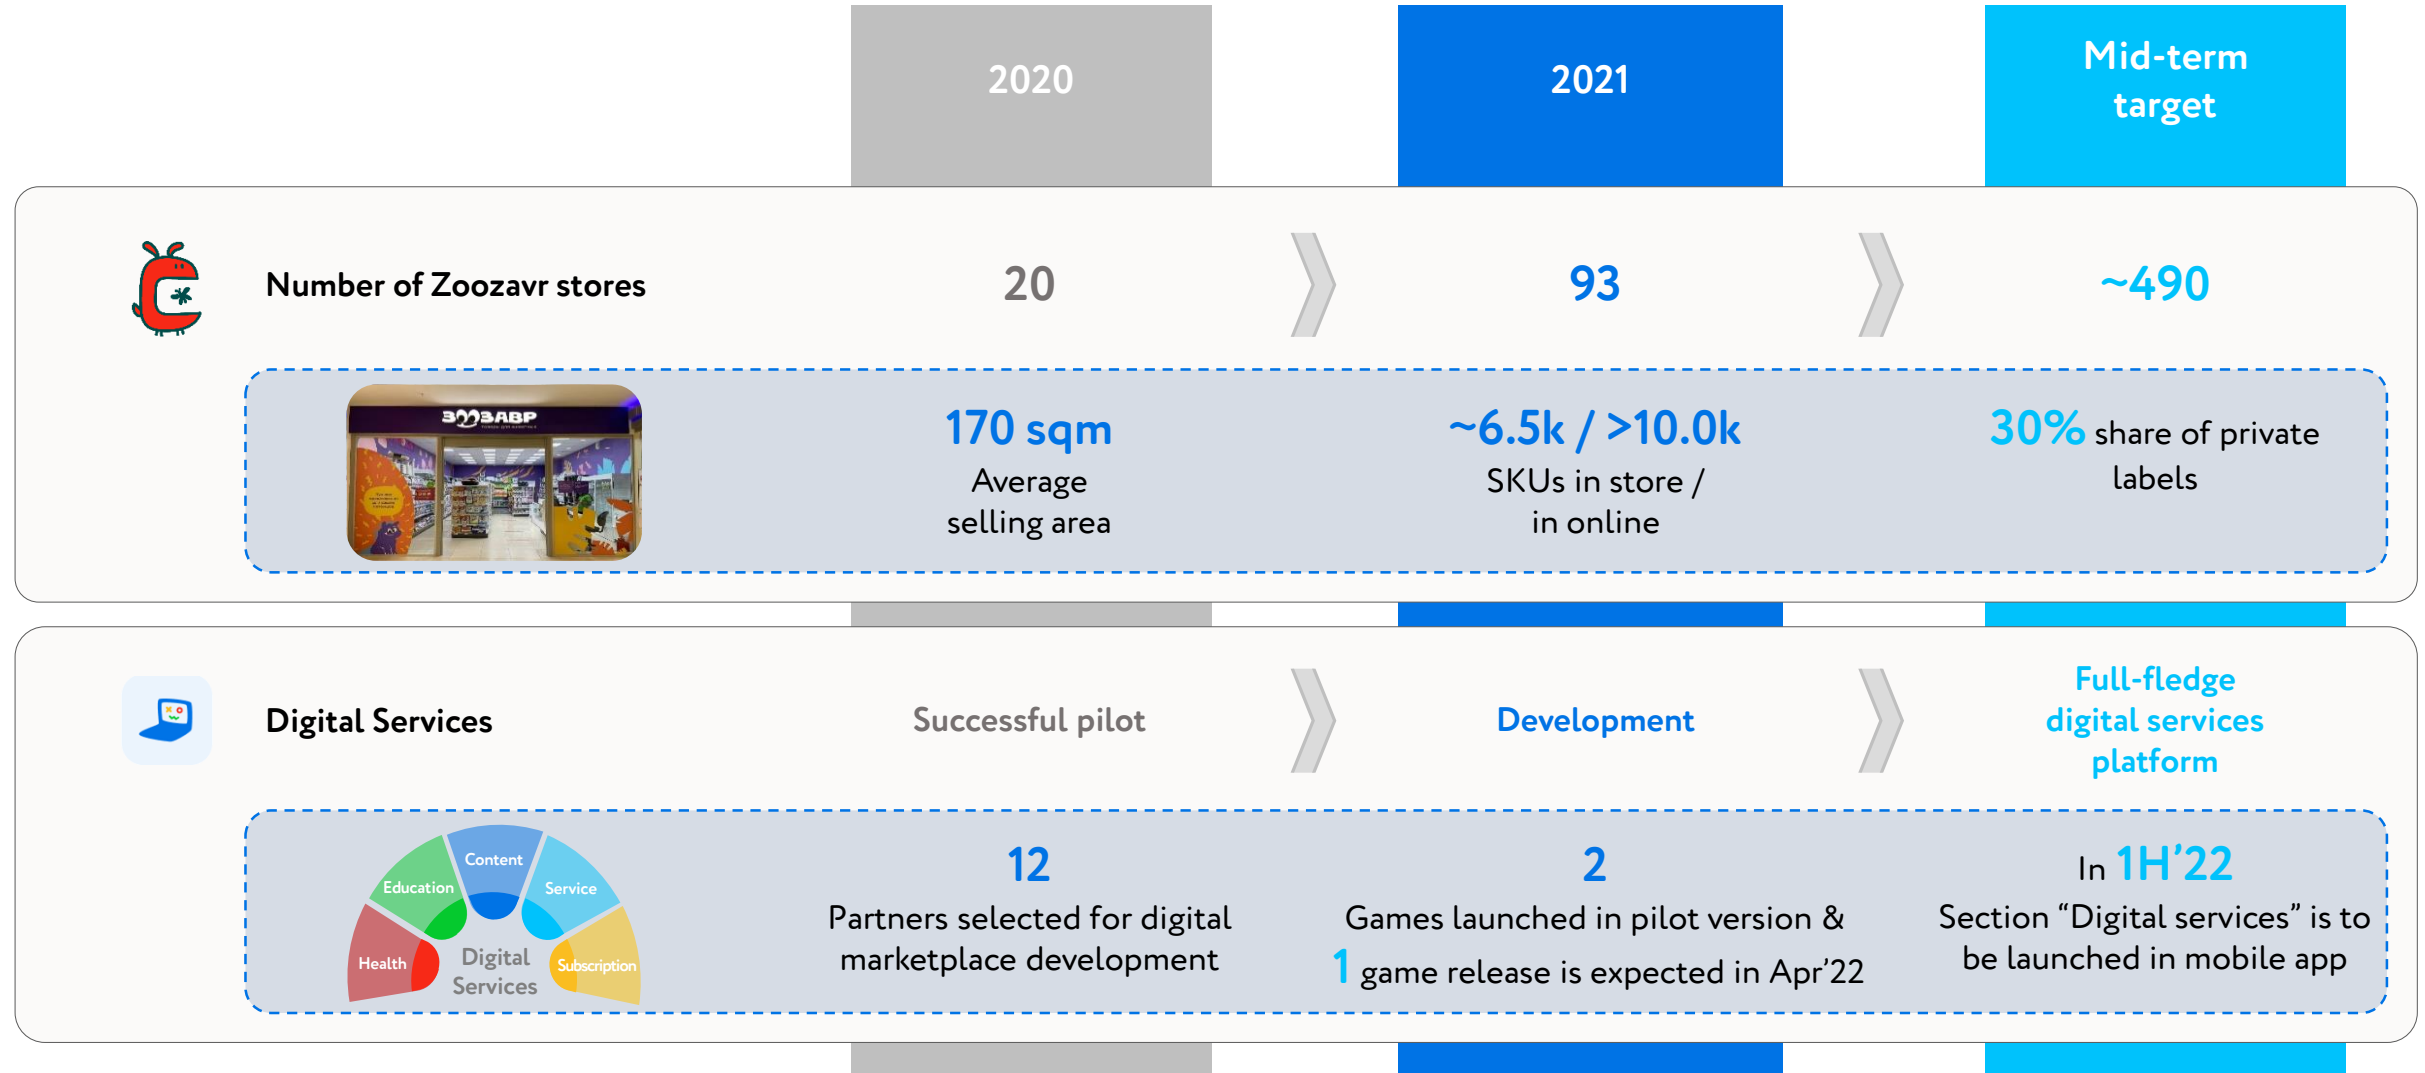 2020
2021
Mid-term
target
Number of Zoozavr stores
20
93
~490
ЗООЗАВР
170 sqm
Average
selling area
~6.5k / >10.0k
SKUs in store /
in online
30% share of private
labels
Digital Services
Successful pilot
Development
Full-fledge
digital services
platform
Content
Education
Service
Health
Subscription
Digital
Services
12
Partners selected for digital
marketplace development
2
Games launched in pilot version &
1 game release is expected in Apr’22
In 1H’22
Section “Digital services” is to
be launched in mobile app